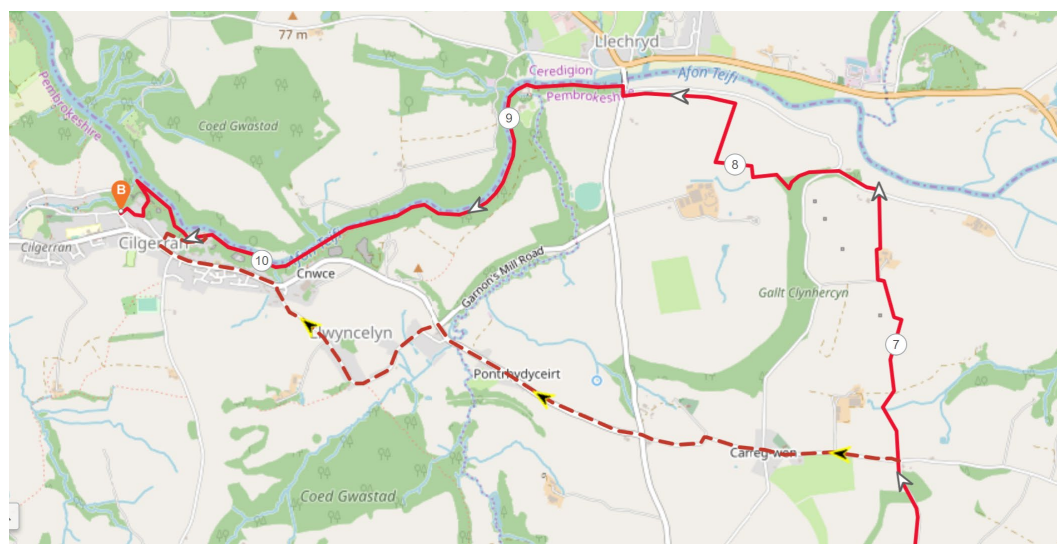 77 m
Llechryd
Ceredigion
Afon Teifi
Pembrokeshire
Pembrokeshire
Coed Gwastad
9
8
B
Cilgerran
Cilgerran
10
Cnwce
Garnon's Mill Road
Gallt Clynhercyn
7
Pontrhydyceirt
Carreg-wen
Coed Gwastad